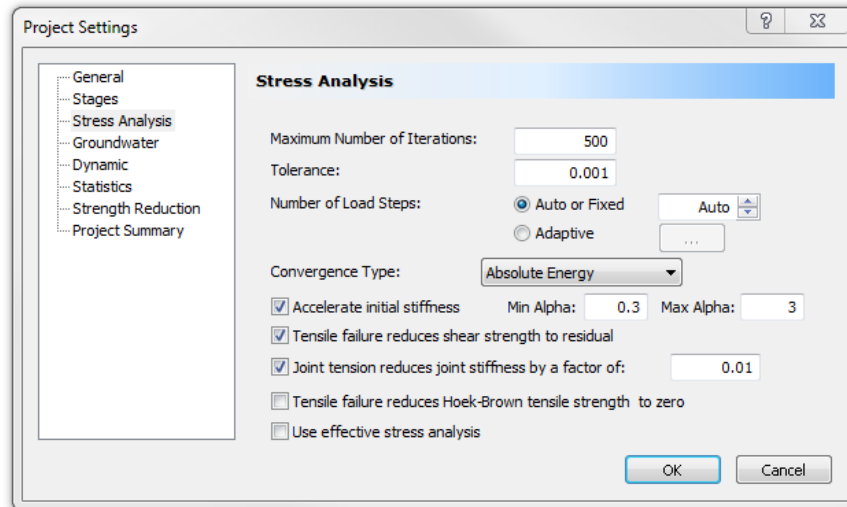 Project Settings
General
Stages
Stress Analysis
Groundwater
Dynamic
Statistics
Strength Reduction
Project Summary
Stress Analysis
Maximum Number of Iterations: 500
Tolerance: 0.001
Number of Load Steps: Auto or Fixed Auto
Adaptive ...
Convergence Type: Absolute Energy
Accelerate initial stiffness Min Alpha: 0.3 Max Alpha: 3
Tensile failure reduces shear strength to residual
Joint tension reduces joint stiffness by a factor of: 0.01
Tensile failure reduces Hoek-Brown tensile strength to zero
Use effective stress analysis
OK Cancel